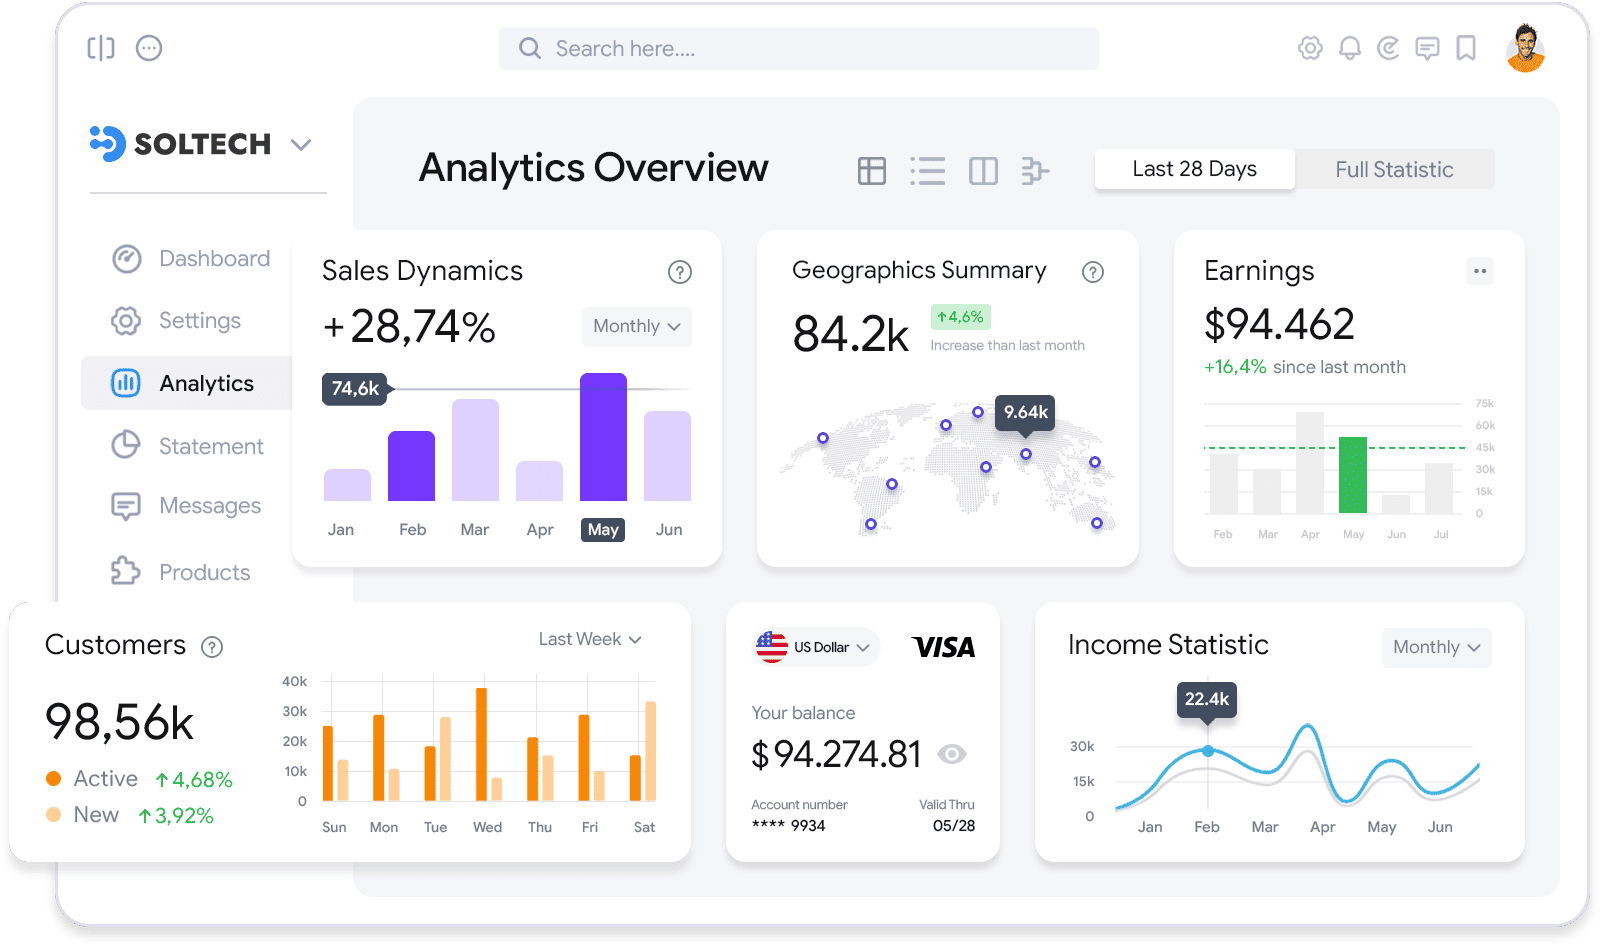 Search here....
SOLTECH
Analytics Overview
Last 28 Days
Full Statistic
Dashboard
Settings
Analytics
Statement
Messages
Products
Sales Dynamics
+28,74%
Monthly
74,6k
Jan Feb Mar Apr May Jun
Geographics Summary
84.2k
4,6%
Increase than last month
9.64k
Earnings
$94.462
+16,4% since last month
75k
60k
45k
30k
15k
0
Feb Mar Apr May Jun Jul
Customers
Last Week
98,56k
Active 4,68%
New 3,92%
40k
30k
20k
10k
0
Sun Mon Tue Wed Thu Fri Sat
US Dollar
VISA
Your balance
$94.274.81
Account number Valid Thru
**** 9934 05/28
Income Statistic
Monthly
22.4k
30k
15k
0
Jan Feb Mar Apr May Jun